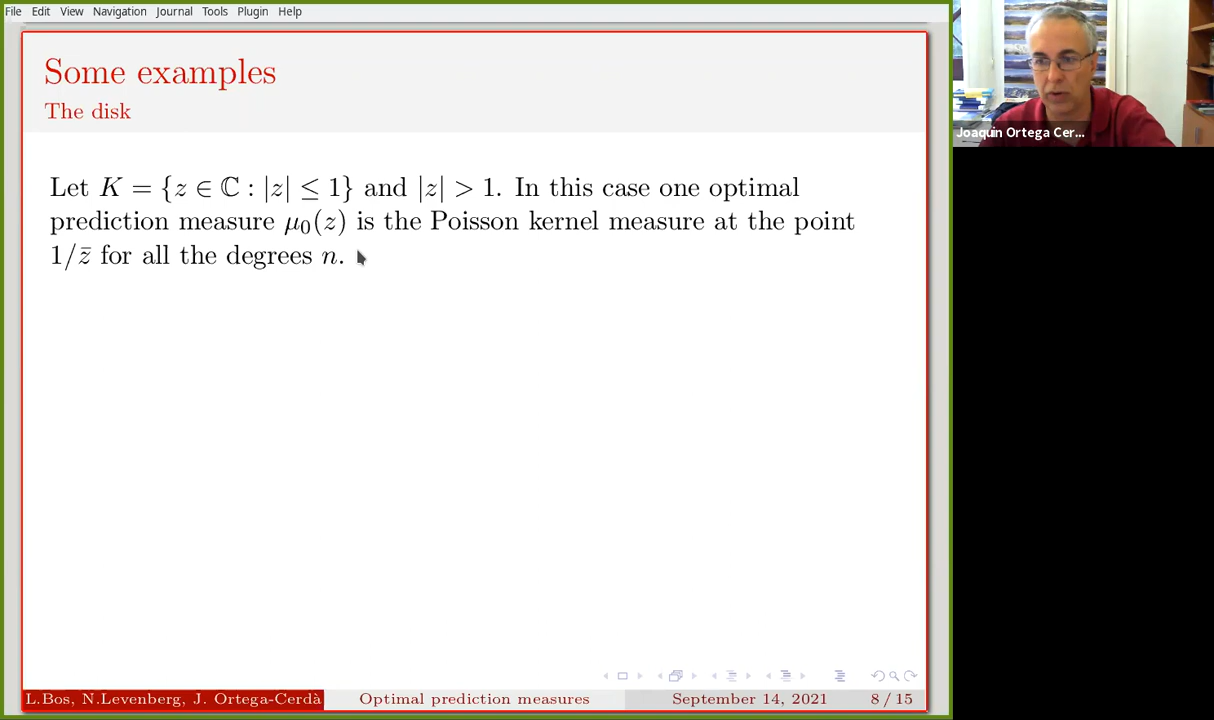 File Edit View Navigation Journal Tools Plugin Help
Some examples
The disk
Let K = {z ∈ ℂ : |z| ≤ 1} and |z| > 1. In this case one optimal
prediction measure μ₀(z) is the Poisson kernel measure at the point
1/z̄ for all the degrees n.
L.Bos, N.Levenberg, J. Ortega-Cerdà Optimal prediction measures September 14, 2021 8 / 15
Joaquin Ortega Cer...